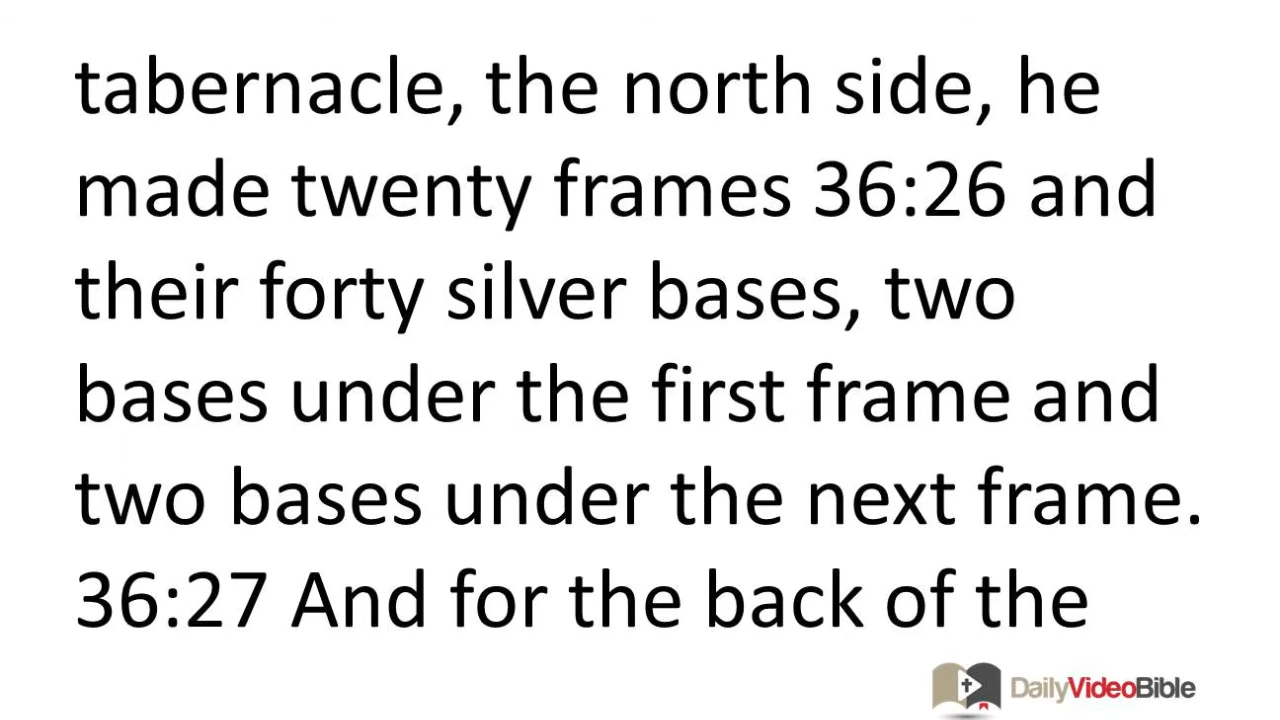 tabernacle, the north side, he
made twenty frames 36:26 and
their forty silver bases, two
bases under the first frame and
two bases under the next frame.
36:27 And for the back of the
DailyVideoBible